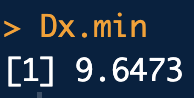 > Dx.min
[1] 9.6473